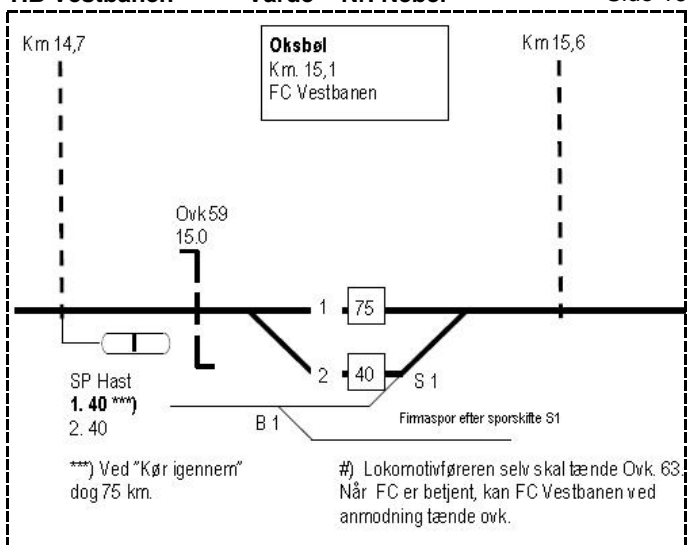 Km 14,7
Oksbøl
Km. 15,1
FC Vestbanen
Km 15,6
Ovk 59
15.0
1 75
2 40 S 1
SP Hast
1. 40 ***)
2. 40
B 1
Firmaspor efter sporskifte S1
***) Ved "Kør igennem"
dog 75 km.
#) Lokomotivføreren selv skal tænde Ovk. 63.
Når FC er betjent, kan FC Vestbanen ved
anmodning tænde ovk.